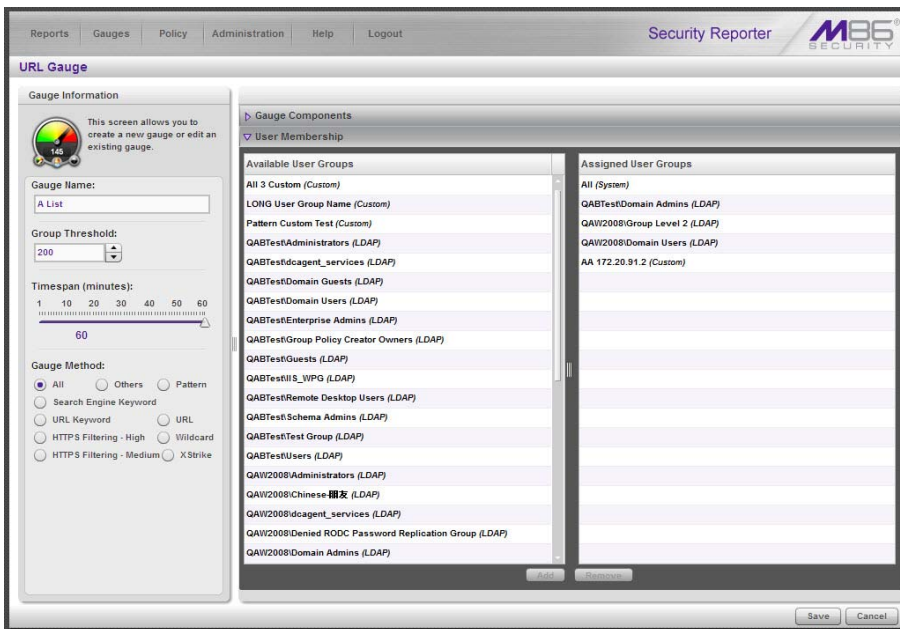 Reports Gauges Policy Administration Help Logout
Security Reporter
M86®
SECURITY
URL Gauge
Gauge Information
This screen allows you to
create a new gauge or edit an
existing gauge.
145
Gauge Name:
A List
Group Threshold:
200
Timespan (minutes):
1 10 20 30 40 50 60
60
Gauge Method:
All Others Pattern
Search Engine Keyword
URL Keyword URL
HTTPS Filtering - High Wildcard
HTTPS Filtering - Medium XStrike
Gauge Components
User Membership
Available User Groups
All 3 Custom (Custom)
LONG User Group Name (Custom)
Pattern Custom Test (Custom)
QABTest\Administrators (LDAP)
QABTest\dcagent_services (LDAP)
QABTest\Domain Guests (LDAP)
QABTest\Domain Users (LDAP)
QABTest\Enterprise Admins (LDAP)
QABTest\Group Policy Creator Owners (LDAP)
QABTest\Guests (LDAP)
QABTest\IIS_WPG (LDAP)
QABTest\Remote Desktop Users (LDAP)
QABTest\Schema Admins (LDAP)
QABTest\Test Group (LDAP)
QABTest\Users (LDAP)
QAW2008\Administrators (LDAP)
QAW2008\Chinese-朋友 (LDAP)
QAW2008\dcagent_services (LDAP)
QAW2008\Denied RODC Password Replication Group (LDAP)
QAW2008\Domain Admins (LDAP)
Add
Assigned User Groups
All (System)
QABTest\Domain Admins (LDAP)
QAW2008\Group Level 2 (LDAP)
QAW2008\Domain Users (LDAP)
AA 172.20.91.2 (Custom)
Remove
Save Cancel